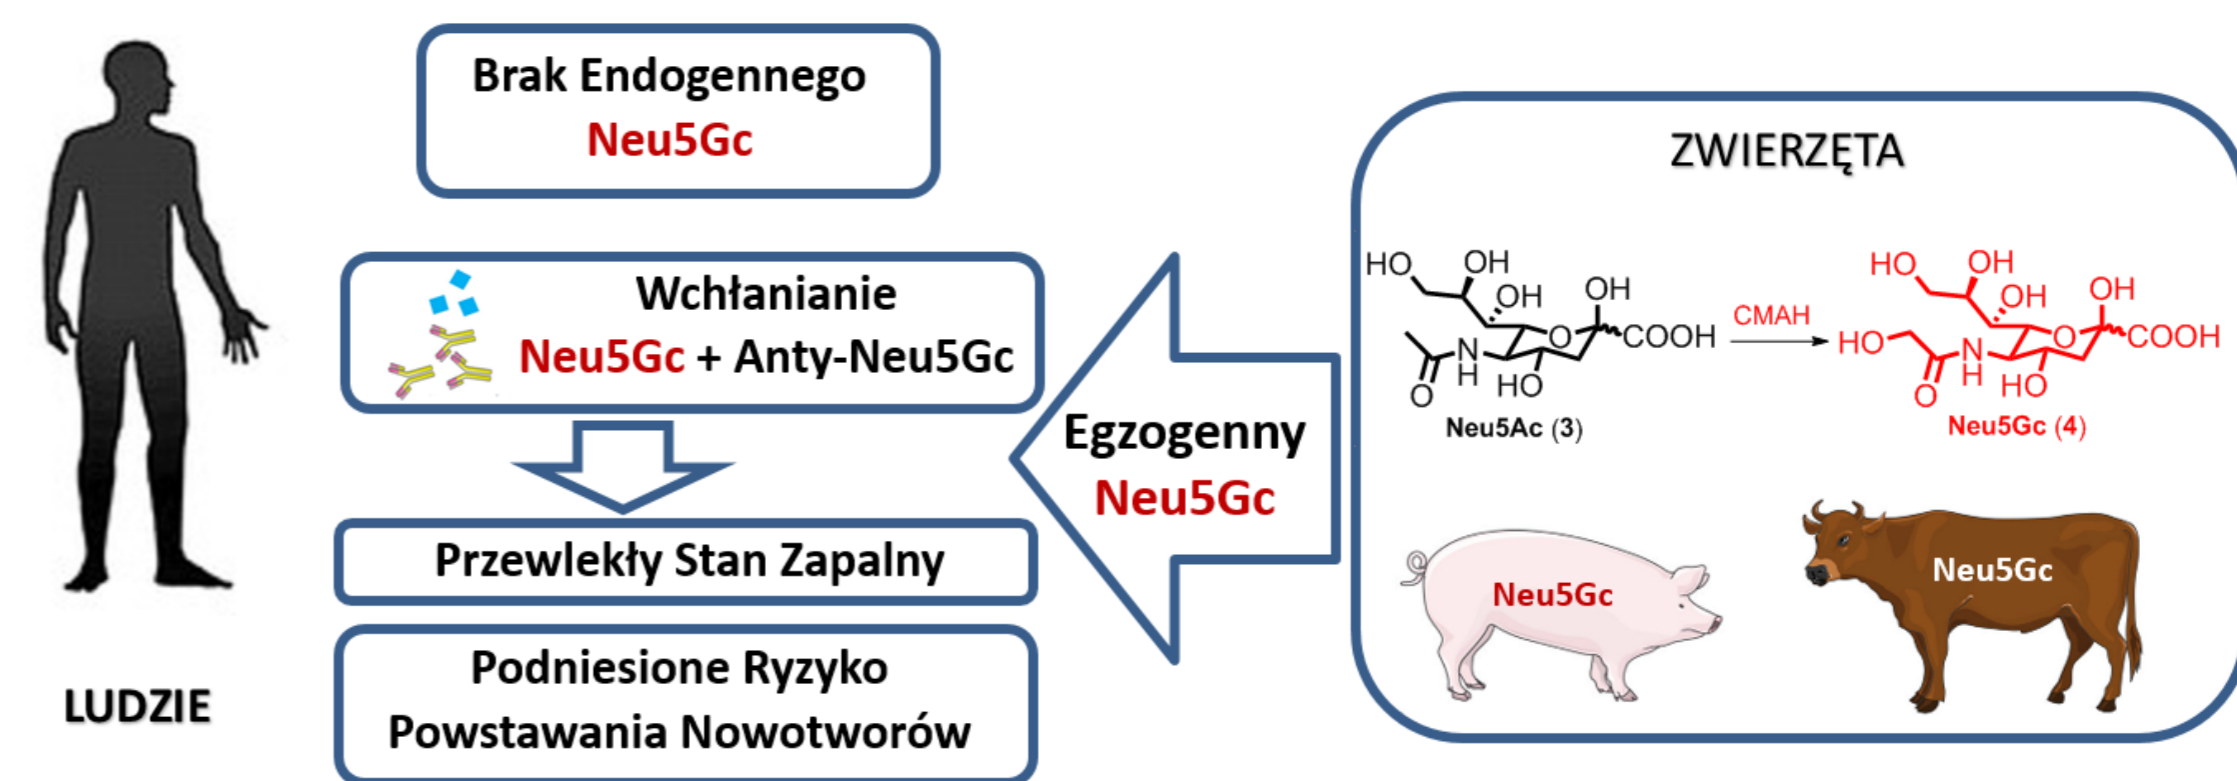 Brak Endogennego
Neu5Gc
Wchłanianie
Neu5Gc + Anty-Neu5Gc
Przewlekły Stan Zapalny
Podniesione Ryzyko
Powstawania Nowotworów
LUDZIE
Egzogenny
Neu5Gc
ZWIERZĘTA
HO OH
OH OH
O COOH
N
H
O HO
Neu5Ac (3)
CMAH
HO OH
OH OH
O COOH
HO
N
H
O HO
Neu5Gc (4)
Neu5Gc
Neu5Gc